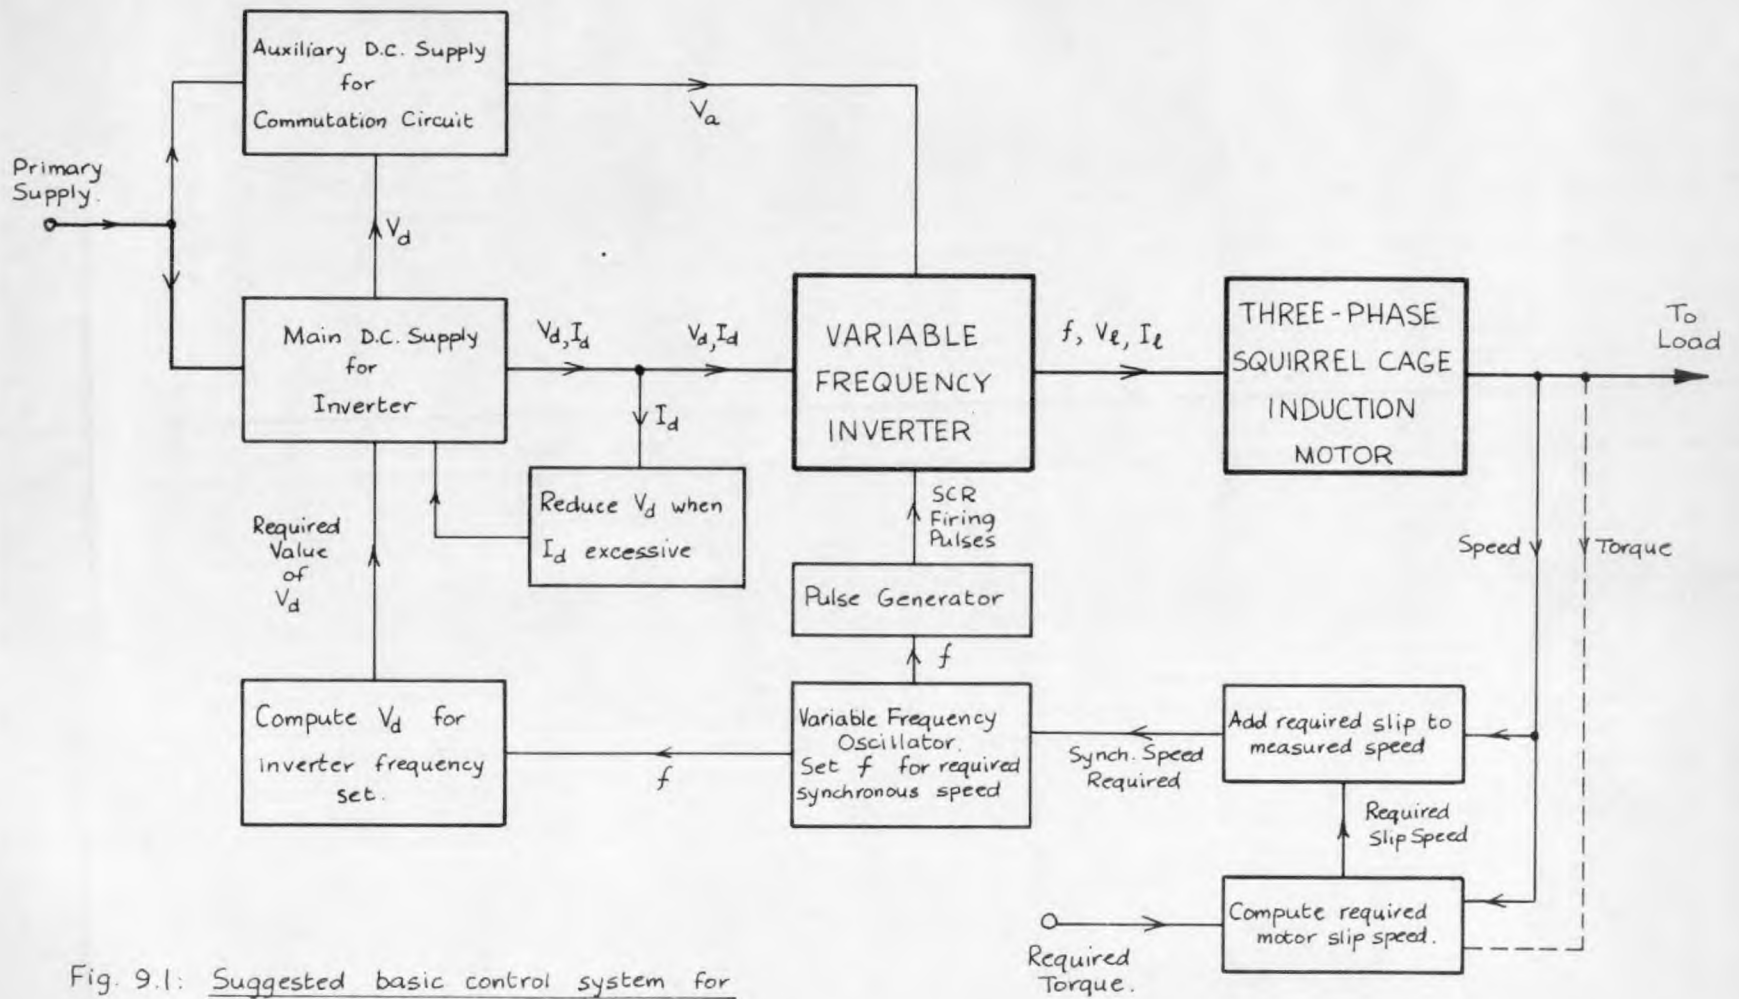 Auxiliary D.C. Supply
for
Commutation Circuit
Va
Primary
Supply.
Vd
Main D.C. Supply
for
Inverter
Vd, Id
Vd, Id
VARIABLE
FREQUENCY
INVERTER
f, Vℓ, Iℓ
THREE-PHASE
SQUIRREL CAGE
INDUCTION
MOTOR
To
Load
Id
Reduce Vd when
Id excessive
Required
Value
of
Vd
SCR
Firing
Pulses
Speed
Torque
Pulse Generator
f
Compute Vd for
inverter frequency
set.
f
Variable Frequency
Oscillator.
Set f for required
synchronous speed
Synch. Speed
Required
Add required slip to
measured speed
Required
Slip Speed
Compute required
motor slip speed.
Required
Torque.
Fig. 9.1: Suggested basic control system for